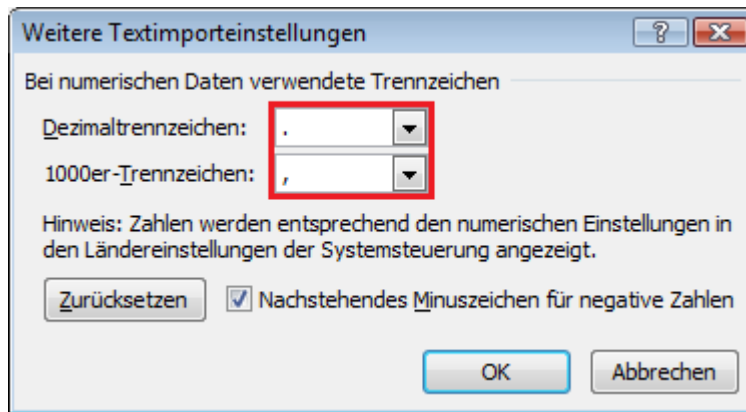 Weitere Textimporteinstellungen
Bei numerischen Daten verwendete Trennzeichen
Dezimaltrennzeichen: .
1000er-Trennzeichen: ,
Hinweis: Zahlen werden entsprechend den numerischen Einstellungen in
den Ländereinstellungen der Systemsteuerung angezeigt.
Zurücksetzen Nachstehendes Minuszeichen für negative Zahlen
OK Abbrechen